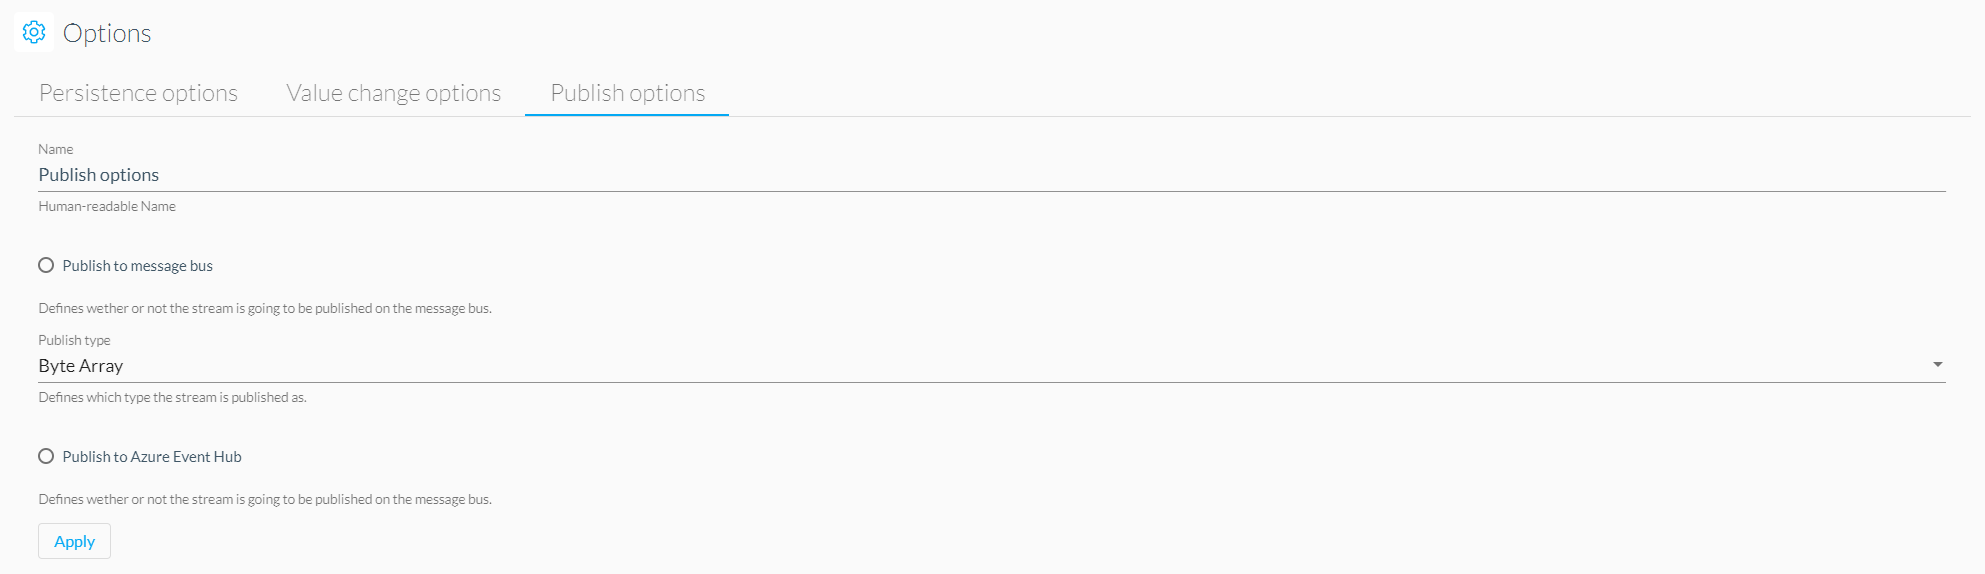 Options
Persistence options
Value change options
Publish options
Name
Publish options
Human-readable Name
Publish to message bus
Defines wether or not the stream is going to be published on the message bus.
Publish type
Byte Array
Defines which type the stream is published as.
Publish to Azure Event Hub
Defines wether or not the stream is going to be published on the message bus.
Apply